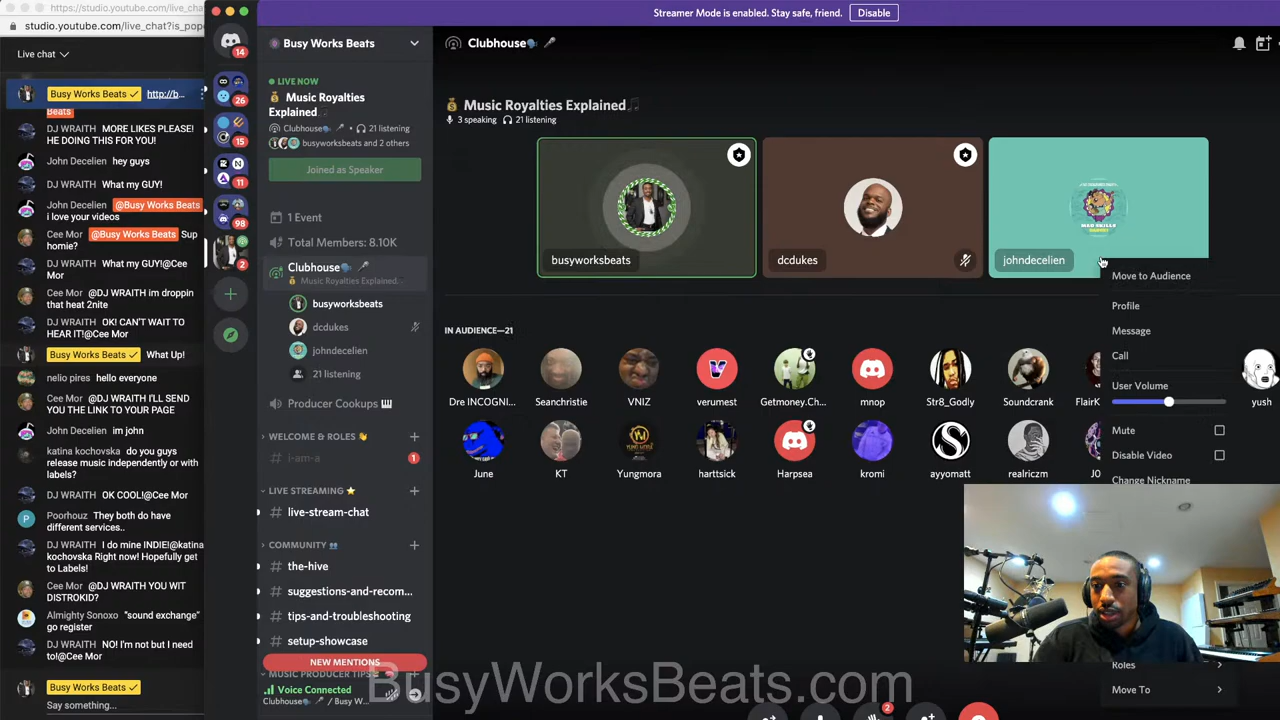 https://studio.youtube.com/live_chat?is_pop
studio.youtube.com/live_chat?is_pope
Live chat
Busy Works Beats http://b...
Beats
DJ WRAITH MORE LIKES PLEASE!
HE DOING THIS FOR YOU!
John Decelien hey guys
DJ WRAITH What my GUY!
John Decelien @Busy Works Beats
i love your videos
Cee Mor @Busy Works Beats Sup
homie?
DJ WRAITH What my GUY!@Cee
Mor
Cee Mor @DJ WRAITH im droppin
that heat 2nite
DJ WRAITH OK! CAN'T WAIT TO
HEAR IT!@Cee Mor
Busy Works Beats What Up!
nelio pires hello everyone
Cee Mor @DJ WRAITH I'LL SEND
YOU THE LINK TO YOUR PAGE
John Decelien im john
katina kochovska do you guys
release music independently or with
labels?
DJ WRAITH OK COOL!@Cee Mor
Poorhouz They both do have
different services..
DJ WRAITH I do mine INDIE!@katina
kochovska Right now! Hopefully get
to Labels!
Cee Mor @DJ WRAITH YOU WIT
DISTROKID?
Almighty Sonoxo "sound exchange"
go register
DJ WRAITH NO! I'm not but I need
to!@Cee Mor
Busy Works Beats
Say something...
14
26
15
11
98
2
Busy Works Beats
LIVE NOW
Music Royalties
Explained
Clubhouse • 21 listening
busyworksbeats and 2 others
Joined as Speaker
1 Event
Total Members: 8.10K
Clubhouse
Music Royalties Explained...
busyworksbeats
dcdukes
johndecelien
21 listening
Producer Cookups
WELCOME & ROLES
i-am-a 1
LIVE STREAMING
live-stream-chat
COMMUNITY
the-hive
suggestions-and-recom...
tips-and-troubleshooting
setup-showcase
NEW MENTIONS
MUSIC PRODUCER TIPS
Voice Connected
Clubhouse / Busy W...
Streamer Mode is enabled. Stay safe, friend. Disable
Clubhouse
Music Royalties Explained
3 speaking 21 listening
busyworksbeats
dcdukes
MAD SKILLZ
johndecelien
IN AUDIENCE—21
Dre INCOGNI...
Seanchristie
VNIZ
verumest
Getmoney.Ch...
mnop
Str8_Godly
Soundcrank
FlairK
yush
June
KT
Yungmora
harttsick
Harpsea
kromi
ayyomatt
realriczm
Move to Audience
Profile
Message
Call
User Volume
Mute
Disable Video
Change Nickname
Roles
Move To
2
BusyWorksBeats.com